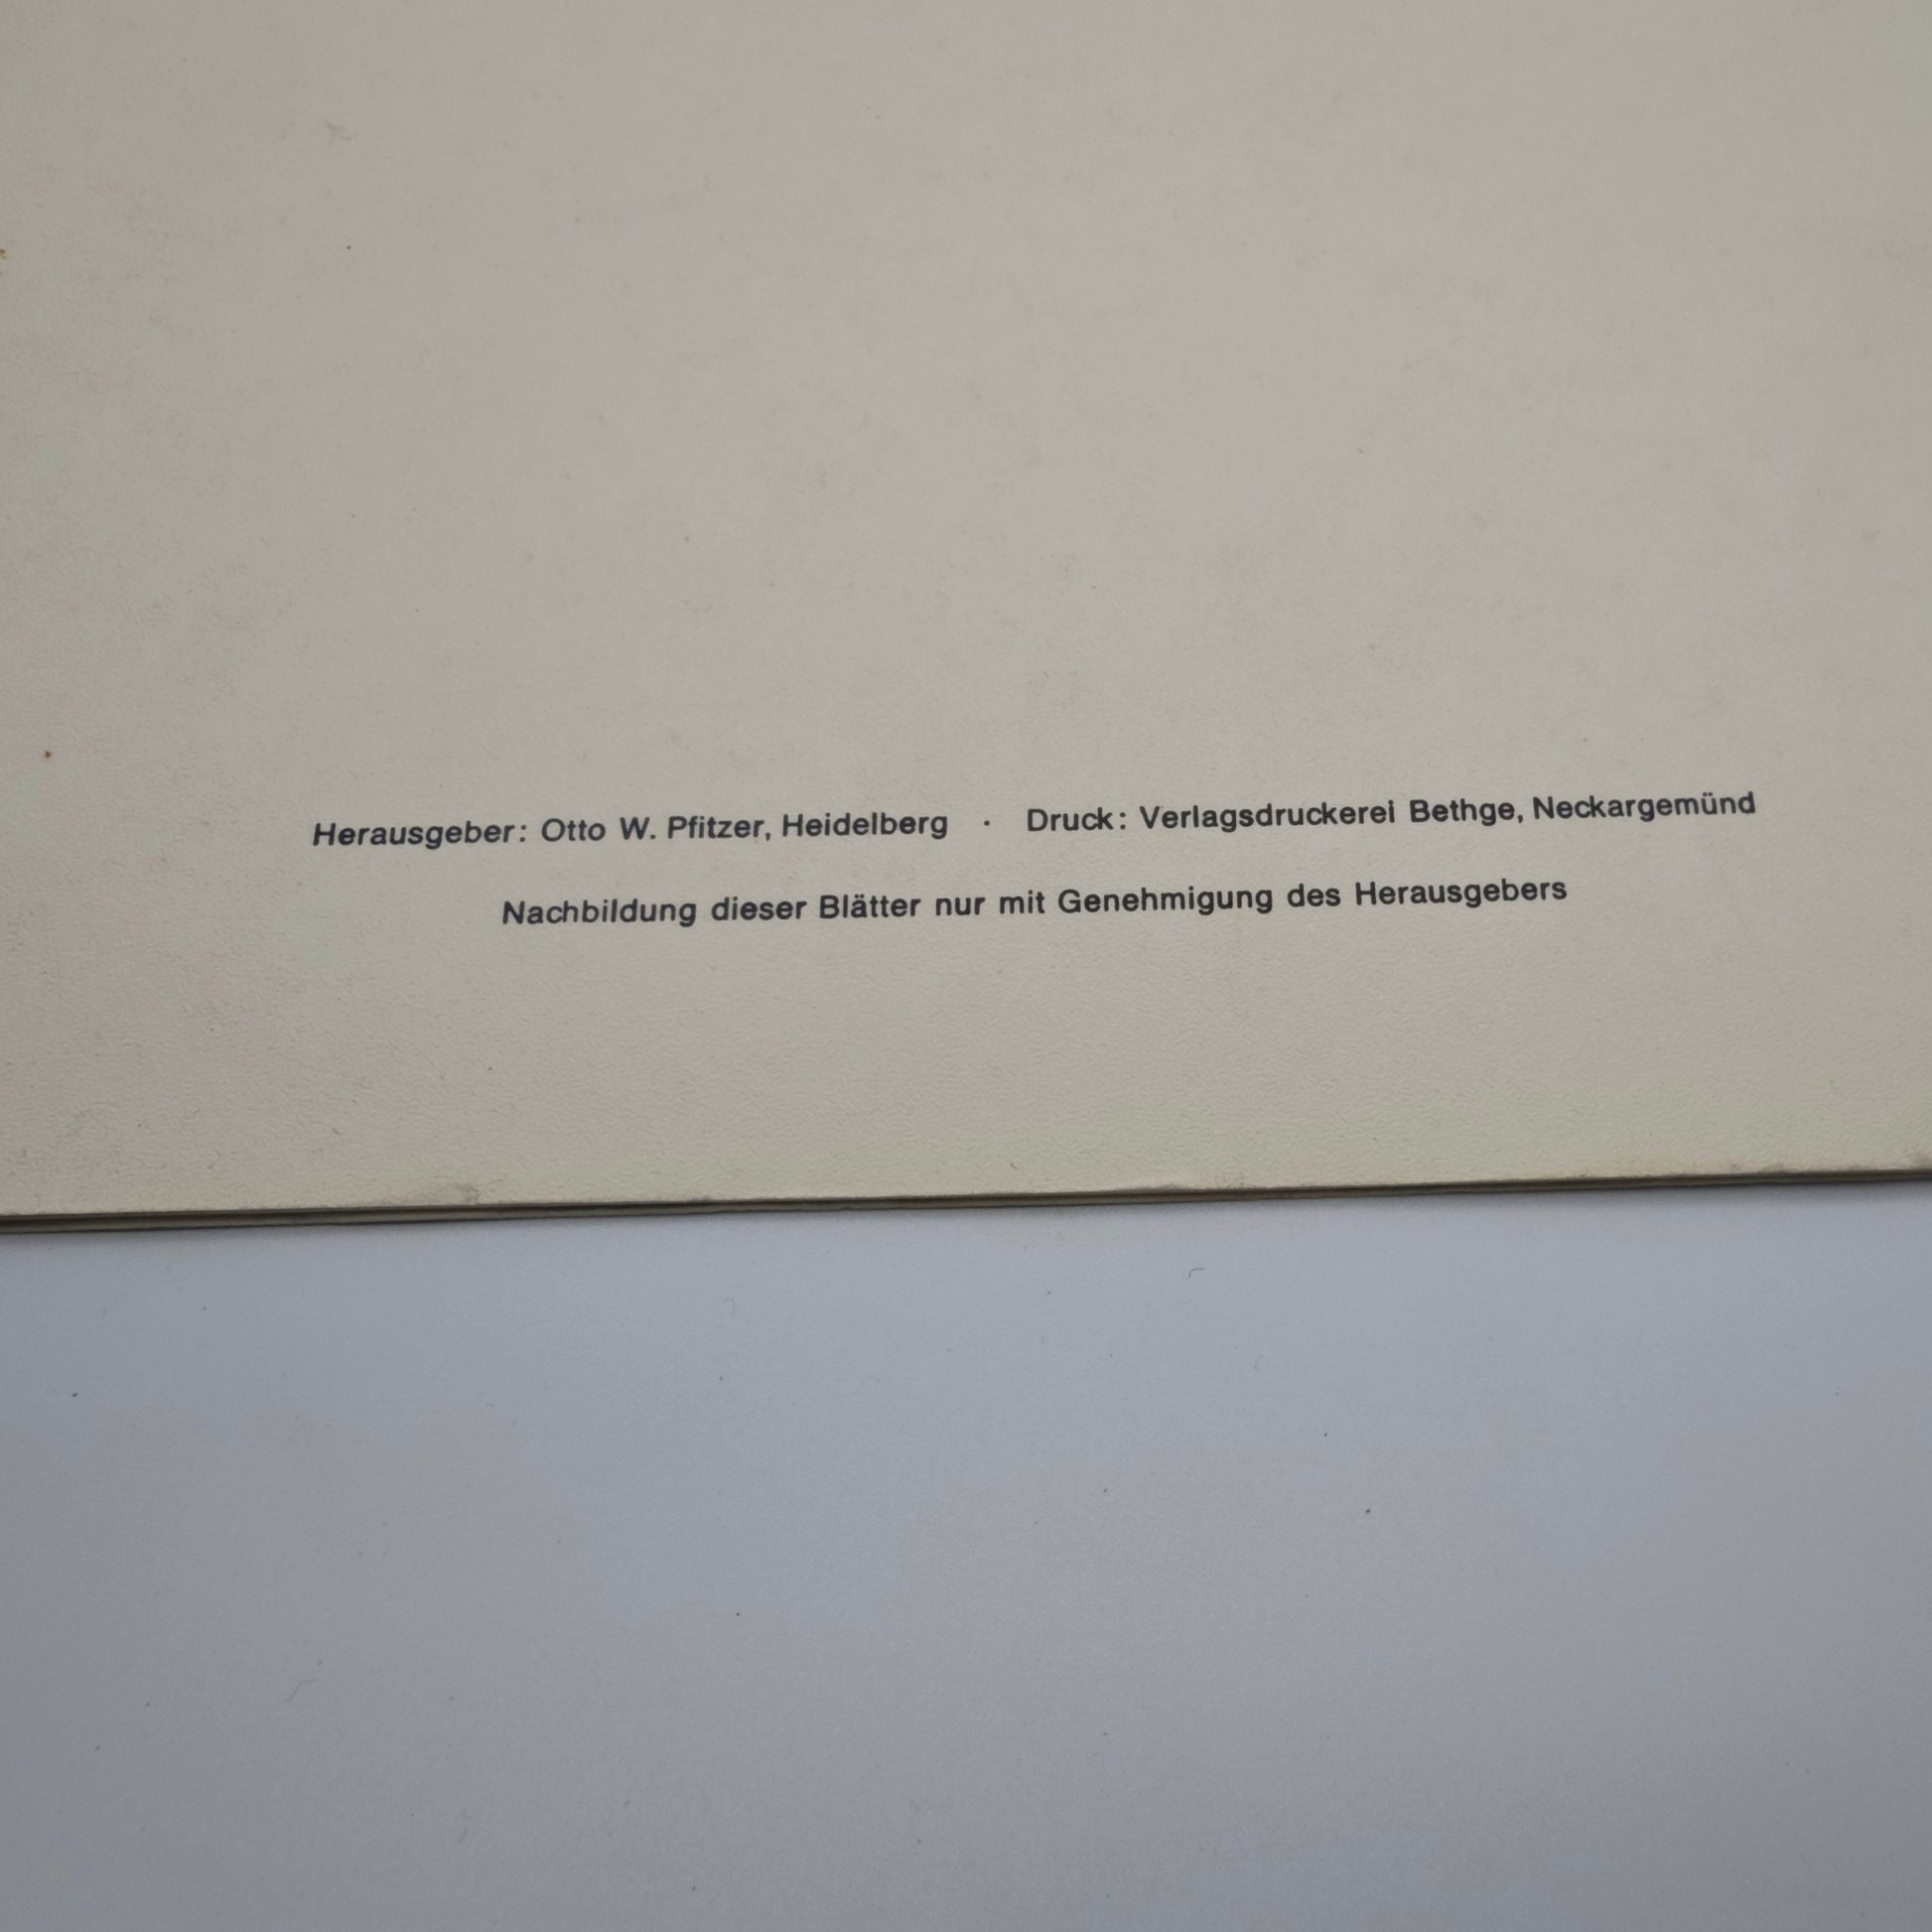 Herausgeber: Otto W. Pfitzer, Heidelberg · Druck: Verlagsdruckerei Bethge, Neckargemünd
Nachbildung dieser Blätter nur mit Genehmigung des Herausgebers